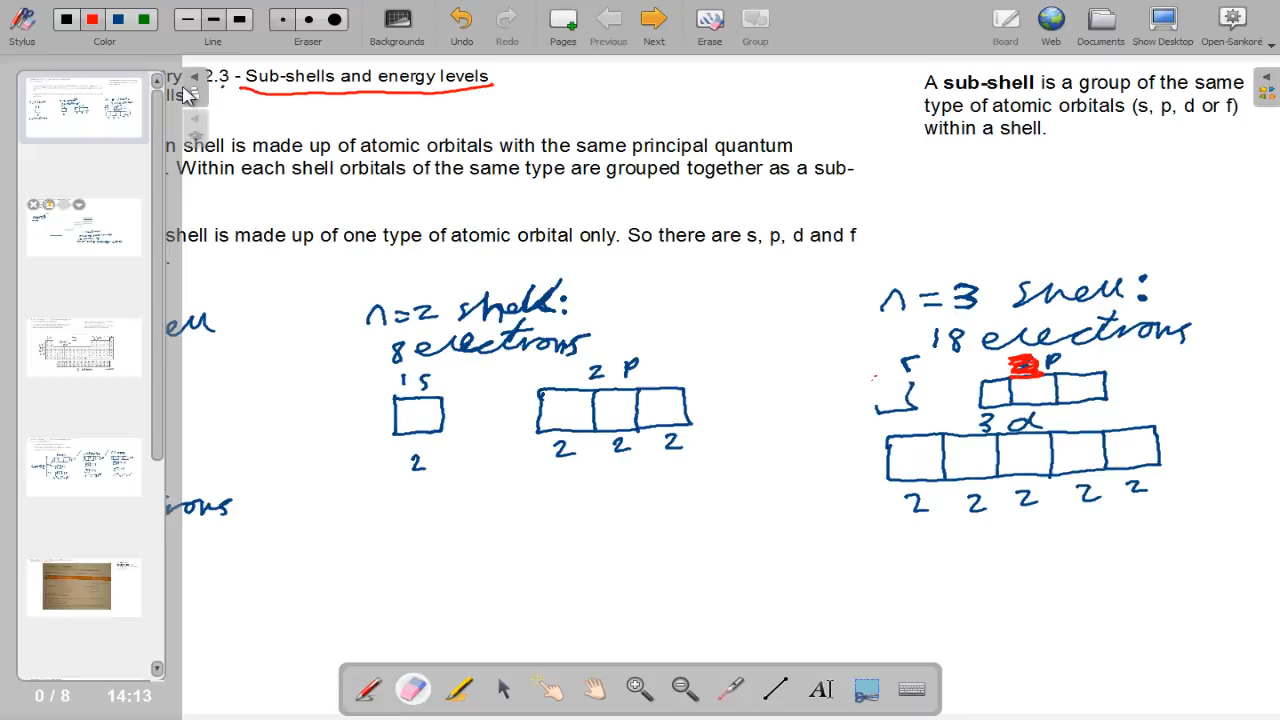 Stylus
Color
Line
Eraser
Backgrounds
Undo
Redo
Pages
Previous
Next
Erase
Group
Board
Web
Documents
Show Desktop
Open-Sankoré
ry
2.3 - Sub-shells and energy levels
lls
A sub-shell is a group of the same
type of atomic orbitals (s, p, d or f)
within a shell.
n shell is made up of atomic orbitals with the same principal quantum
. Within each shell orbitals of the same type are grouped together as a sub-
shell is made up of one type of atomic orbital only. So there are s, p, d and f
.
ell
n=2 shell:
8 electrons
1s
2p
2
2 2 2
n=3 shell:
18 electrons
s
p
3d
2 2 2 2 2
rons
0 / 8
14:13
AI